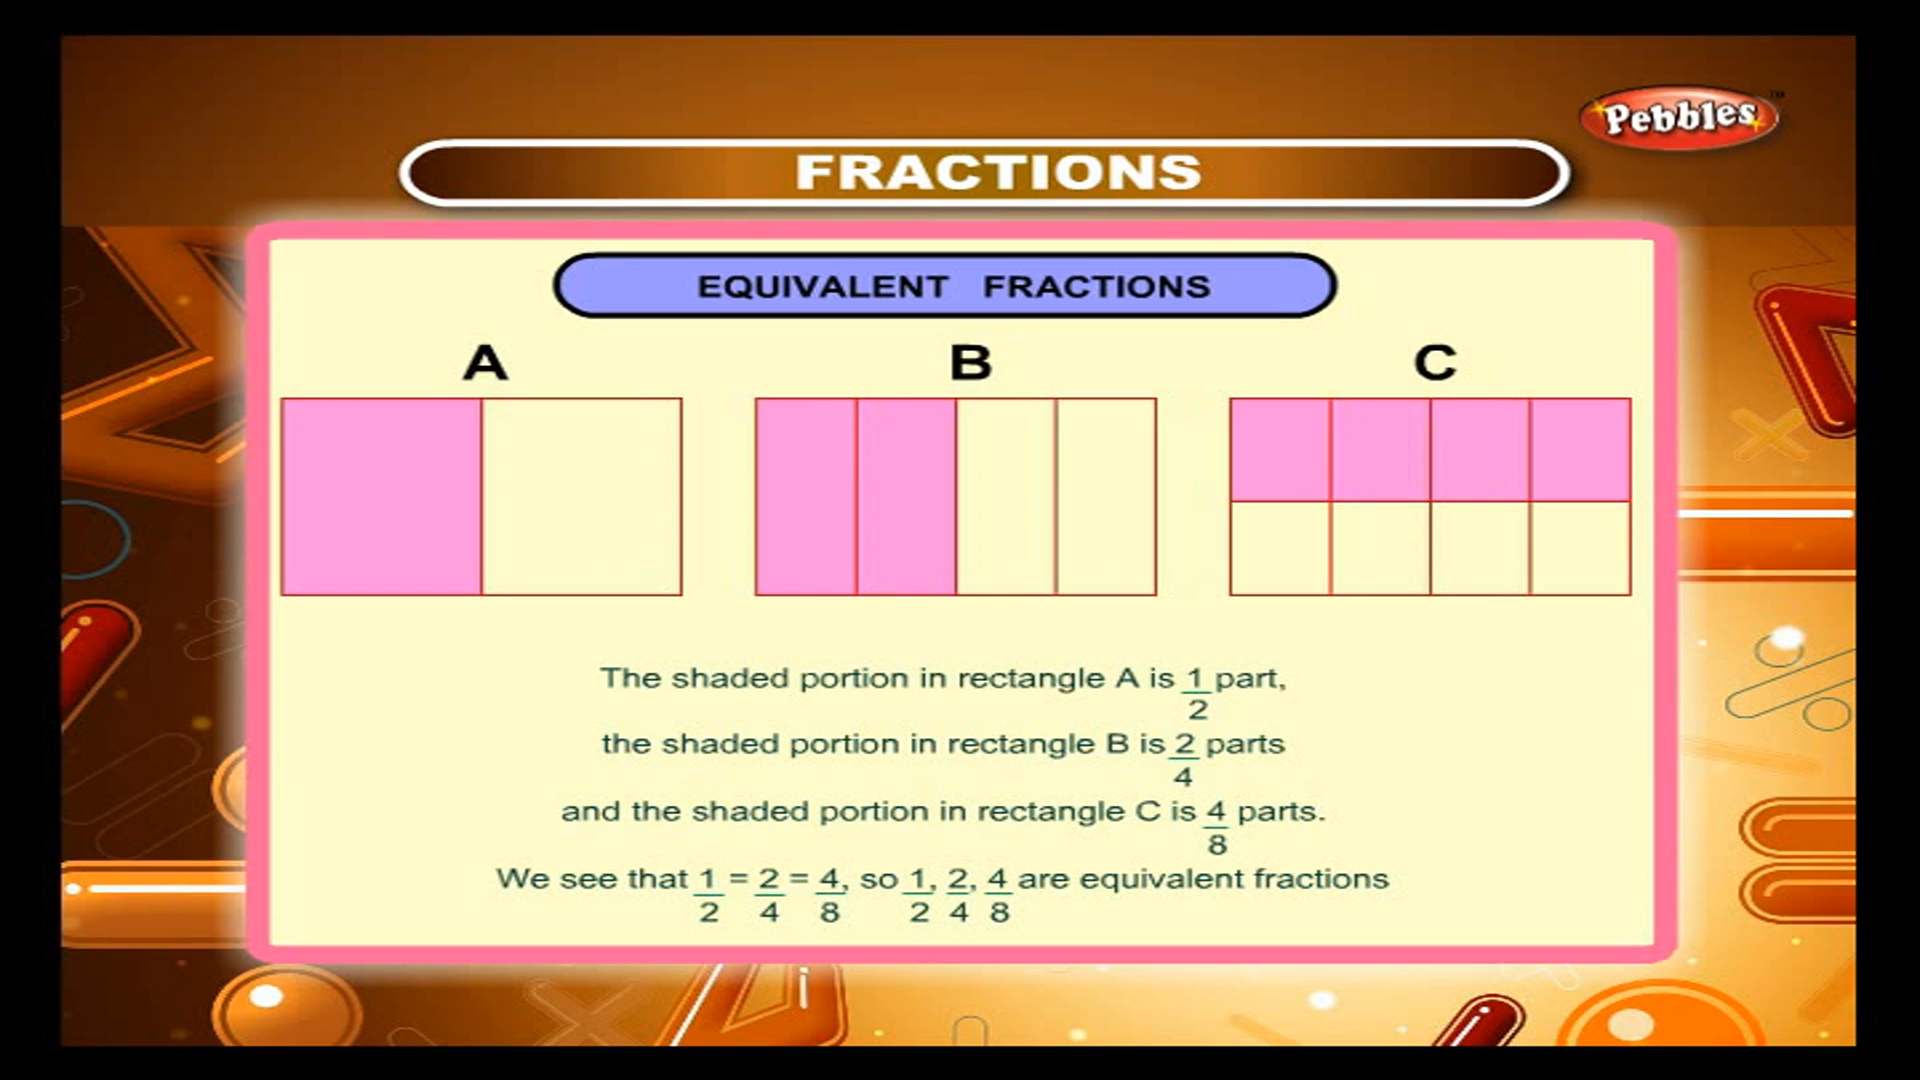 Pebbles™
FRACTIONS
EQUIVALENT FRACTIONS
A B C
The shaded portion in rectangle A is 1/2 part,
the shaded portion in rectangle B is 2/4 parts
and the shaded portion in rectangle C is 4/8 parts.
We see that 1/2 = 2/4 = 4/8, so 1/2, 2/4, 4/8 are equivalent fractions